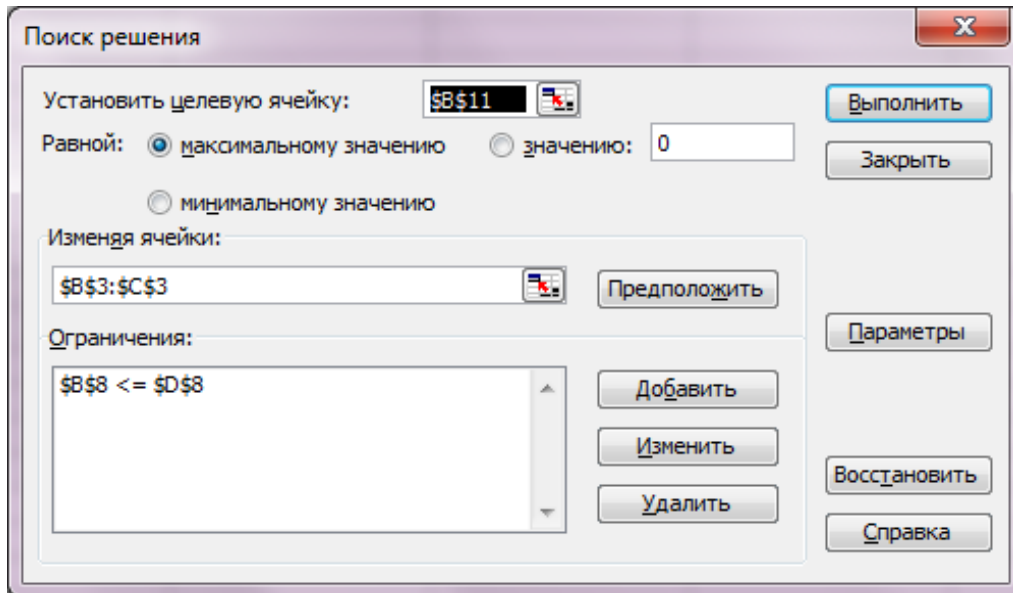 Поиск решения
Установить целевую ячейку: $B$11
Выполнить
Равной: максимальному значению значению: 0
Закрыть
минимальному значению
Изменяя ячейки:
$B$3:$C$3
Предположить
Ограничения:
Параметры
$B$8 <= $D$8
Добавить
Изменить
Восстановить
Удалить
Справка